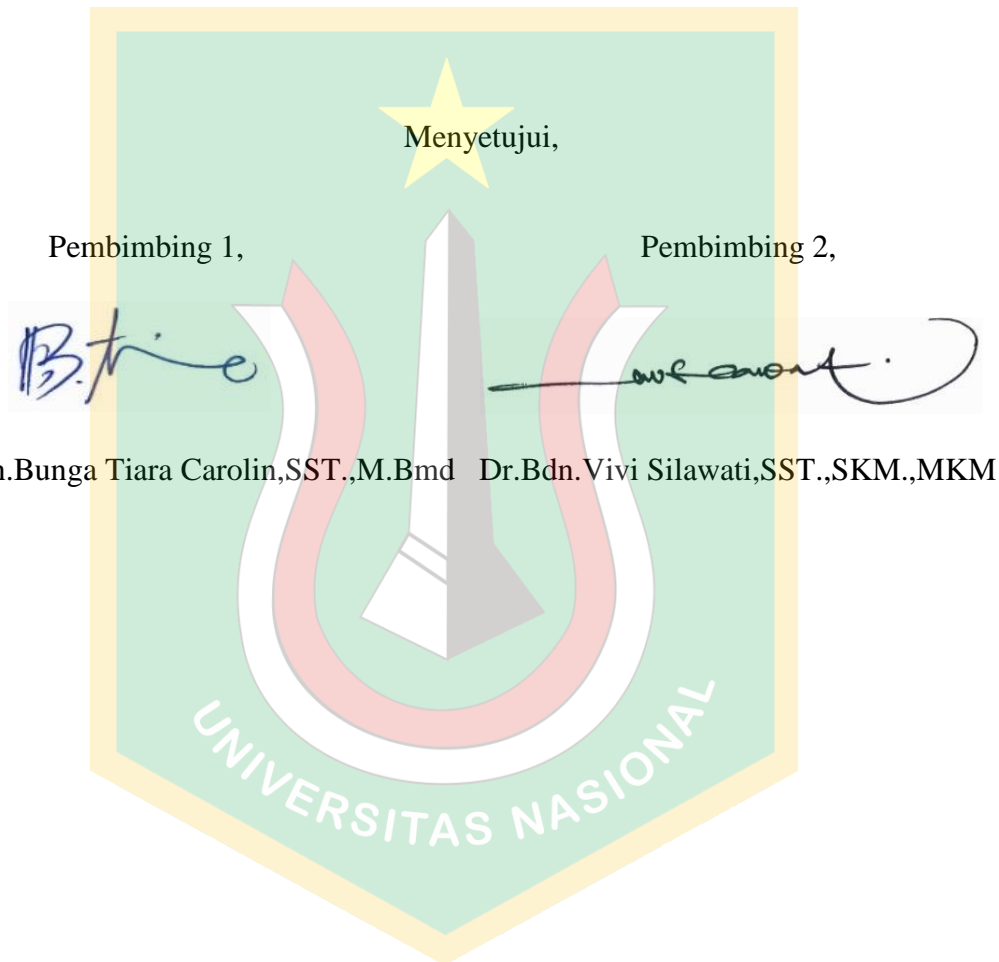 Menyetujui,
Pembimbing 1, Pembimbing 2,
n.Bunga Tiara Carolin,SST.,M.Bmd Dr.Bdn.Vivi Silawati,SST.,SKM.,MKM
UNIVERSITAS NASIONAL